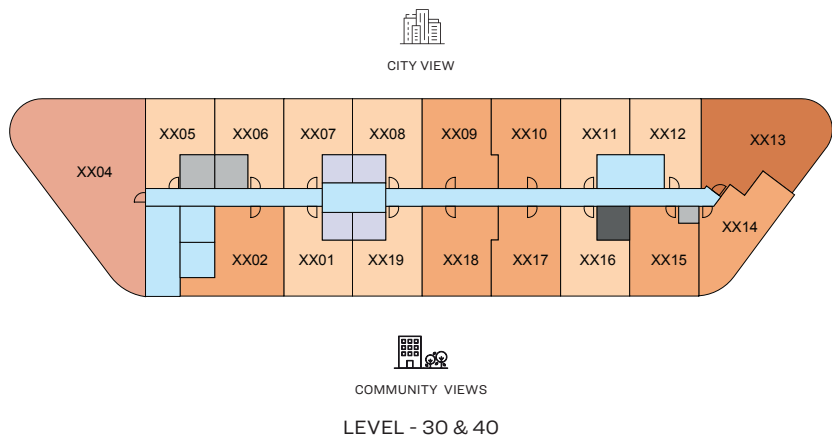 CITY VIEW
XX05
XX06
XX07
XX08
XX09
XX10
XX11
XX12
XX13
XX04
XX14
XX02
XX01
XX19
XX18
XX17
XX16
XX15
COMMUNITY VIEWS
LEVEL - 30 & 40